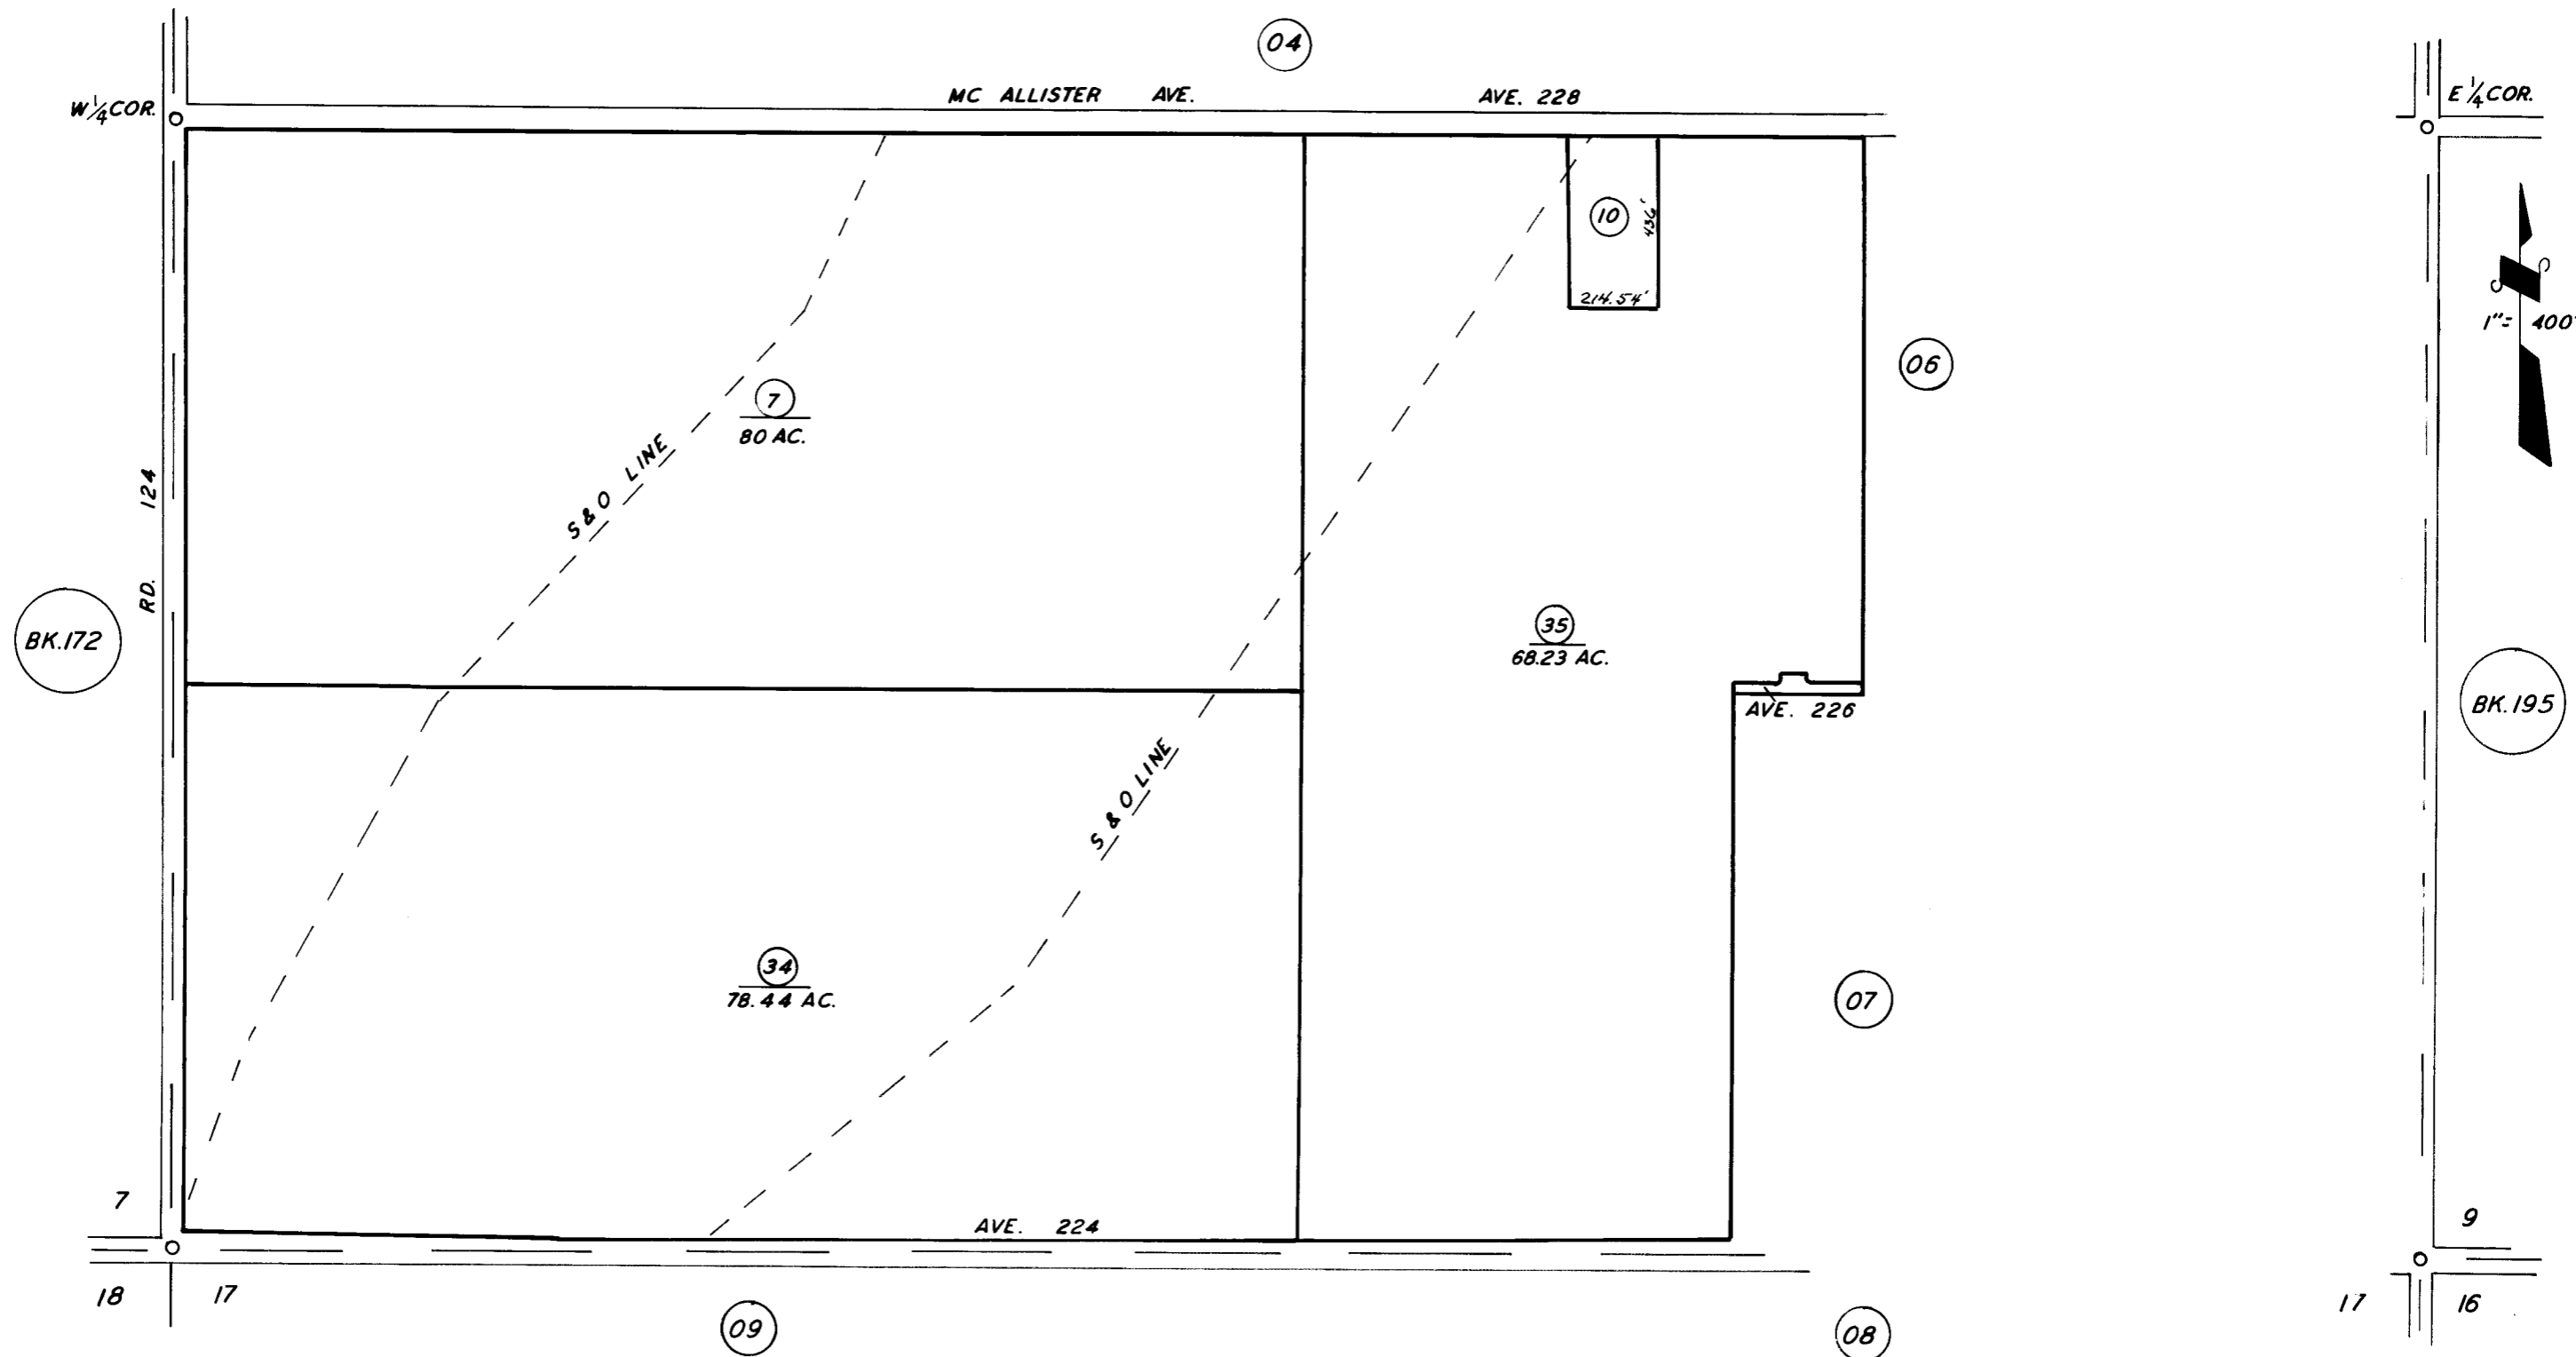 04
MC ALLISTER AVE. AVE. 228
W 1/4 COR.
E 1/4 COR.
10
436'
214.54'
1" = 400'
06
7
80 AC.
S & O LINE
RD. 124
BK.172
35
68.23 AC.
AVE. 226
BK.195
S & O LINE
34
78.44 AC.
07
7
AVE. 224
9
18 17
17 16
09
08